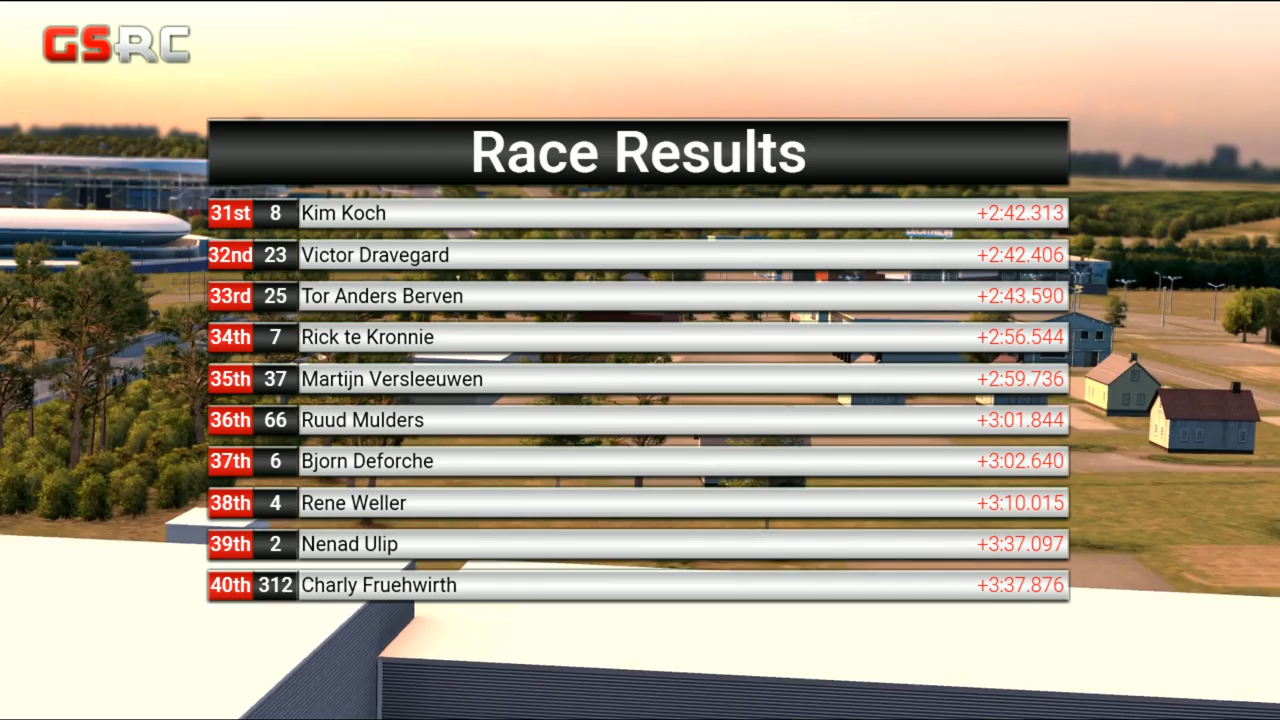 GSRC
Race Results
31st 8 Kim Koch +2:42.313
32nd 23 Victor Dravegard +2:42.406
33rd 25 Tor Anders Berven +2:43.590
34th 7 Rick te Kronnie +2:56.544
35th 37 Martijn Versleeuwen +2:59.736
36th 66 Ruud Mulders +3:01.844
37th 6 Bjorn Deforche +3:02.640
38th 4 Rene Weller +3:10.015
39th 2 Nenad Ulip +3:37.097
40th 312 Charly Fruehwirth +3:37.876